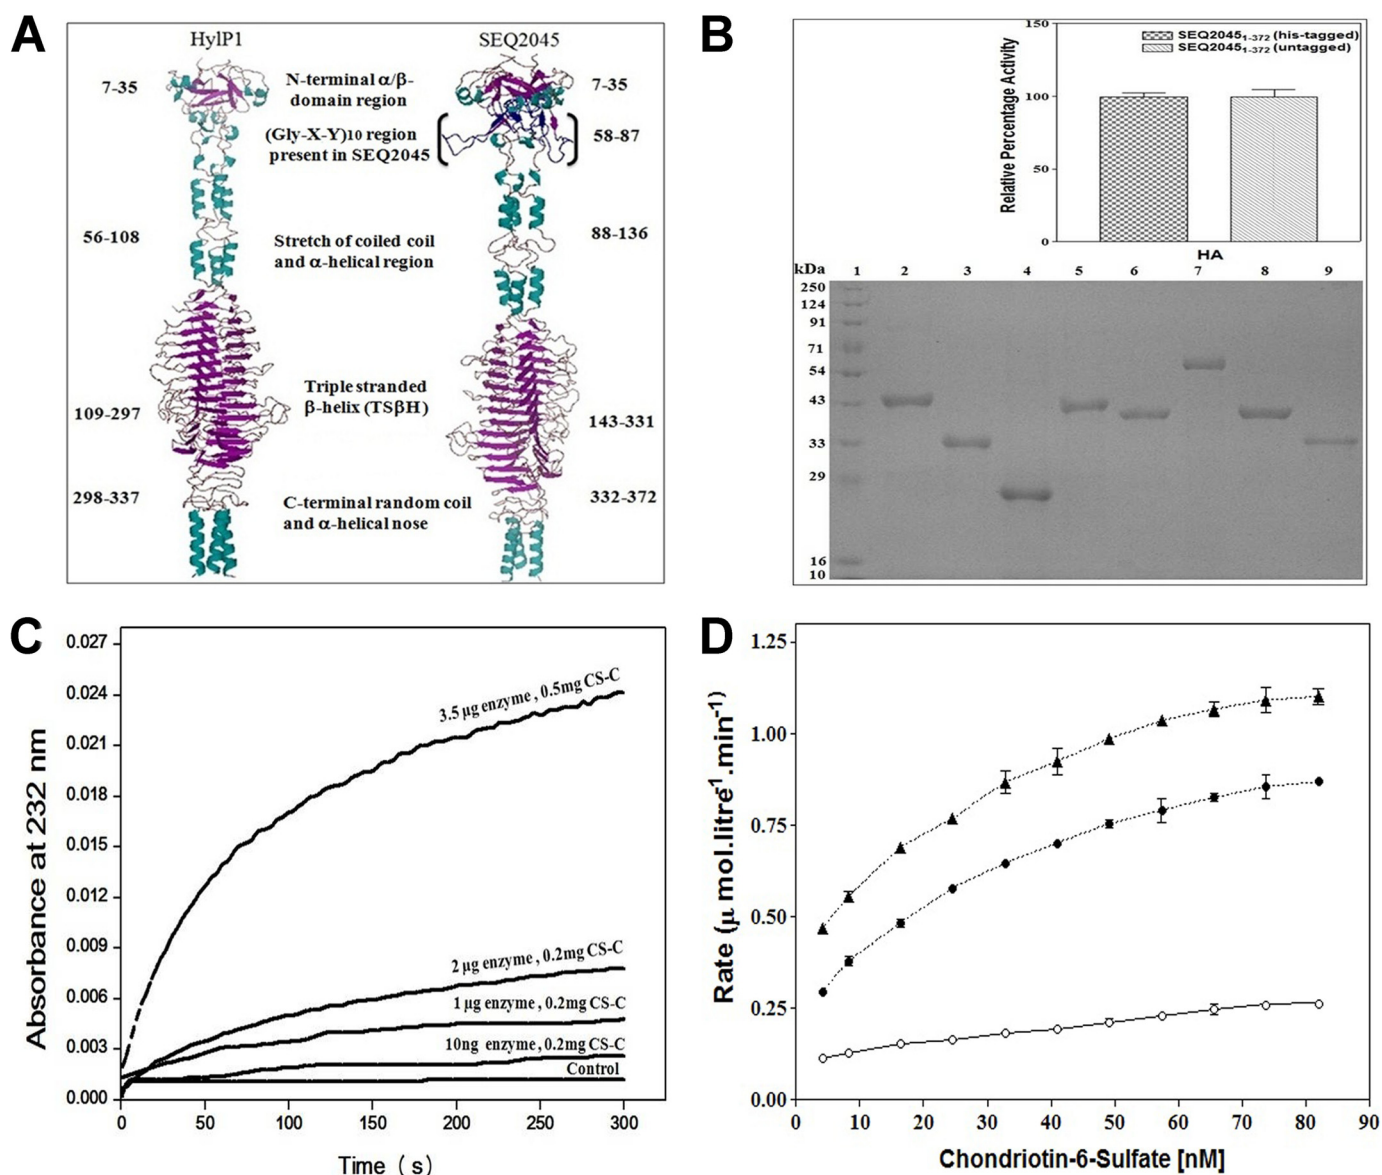 A
HylP1
SEQ2045
7-35
N-terminal α/β-
domain region
7-35
(Gly-X-Y)10 region
present in SEQ2045
58-87
56-108
Stretch of coiled coil
and α-helical region
88-136
Triple stranded
β-helix (TSβH)
109-297
143-331
298-337
C-terminal random coil
and α-helical nose
332-372
B
150
100
50
0
Relative Percentage Activity
SEQ2045₁₋₃₇₂ (his-tagged)
SEQ2045₁₋₃₇₂ (untagged)
HA
kDa 1 2 3 4 5 6 7 8 9
250
124
91
71
54
43
33
29
16
10
C
0.027
0.024
0.021
0.018
0.015
0.012
0.009
0.006
0.003
0.000
Absorbance at 232 nm
3.5 µg enzyme , 0.5mg CS-C
2 µg enzyme , 0.2mg CS-C
1 µg enzyme , 0.2mg CS-C
10ng enzyme, 0.2mg CS-C
Control
0 50 100 150 200 250 300
Time ( s)
D
1.25
1.00
0.75
0.50
0.25
0.00
Rate (µ mol.litre⁻¹.min⁻¹)
0 10 20 30 40 50 60 70 80 90
Chondriotin-6-Sulfate [nM]